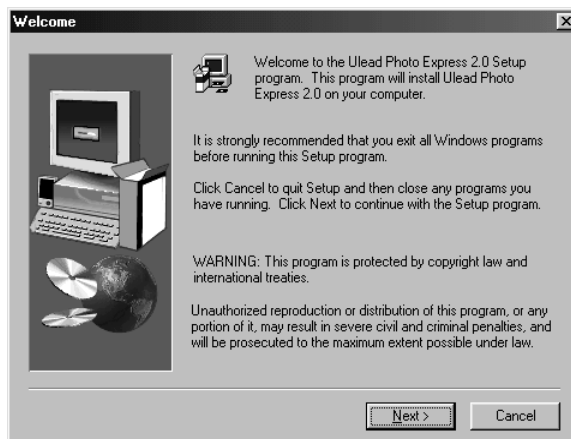 Welcome
Welcome to the Ulead Photo Express 2.0 Setup
program. This program will install Ulead Photo
Express 2.0 on your computer.
It is strongly recommended that you exit all Windows programs
before running this Setup program.
Click Cancel to quit Setup and then close any programs you
have running. Click Next to continue with the Setup program.
WARNING: This program is protected by copyright law and
international treaties.
Unauthorized reproduction or distribution of this program, or any
portion of it, may result in severe civil and criminal penalties, and
will be prosecuted to the maximum extent possible under law.
Next >
Cancel